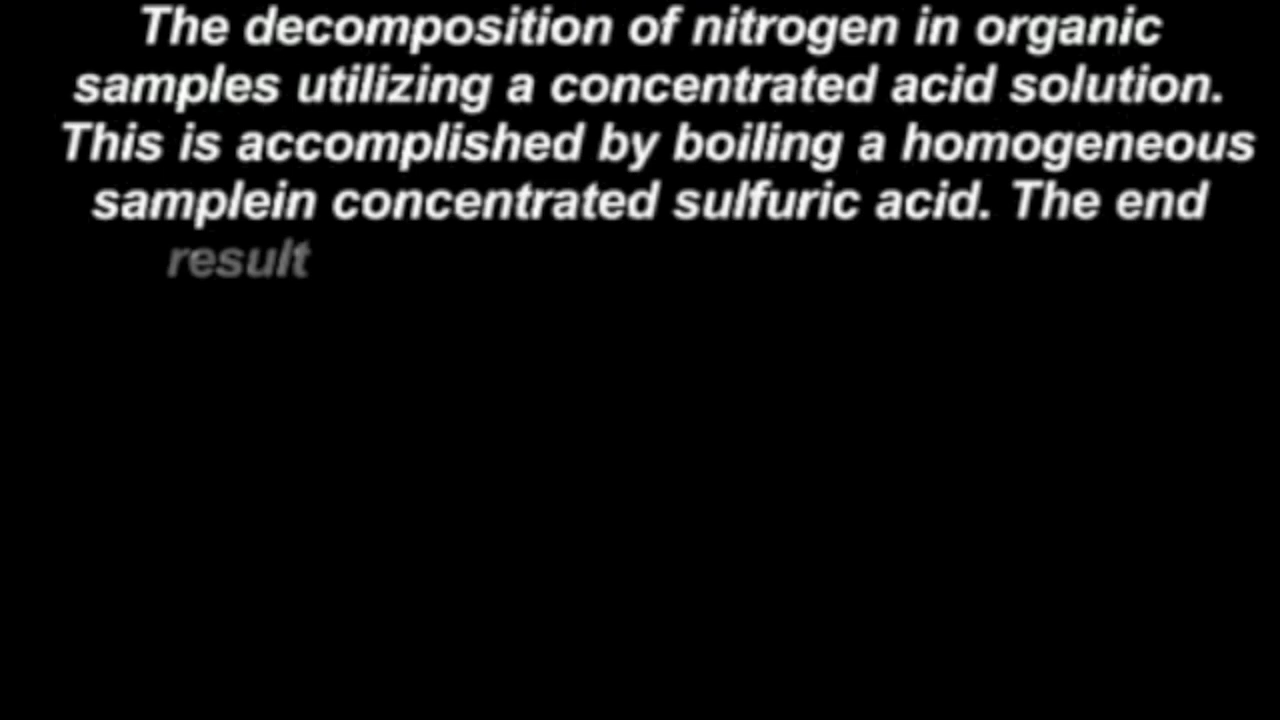 The decomposition of nitrogen in organic
samples utilizing a concentrated acid solution.
This is accomplished by boiling a homogeneous
samplein concentrated sulfuric acid. The end
result